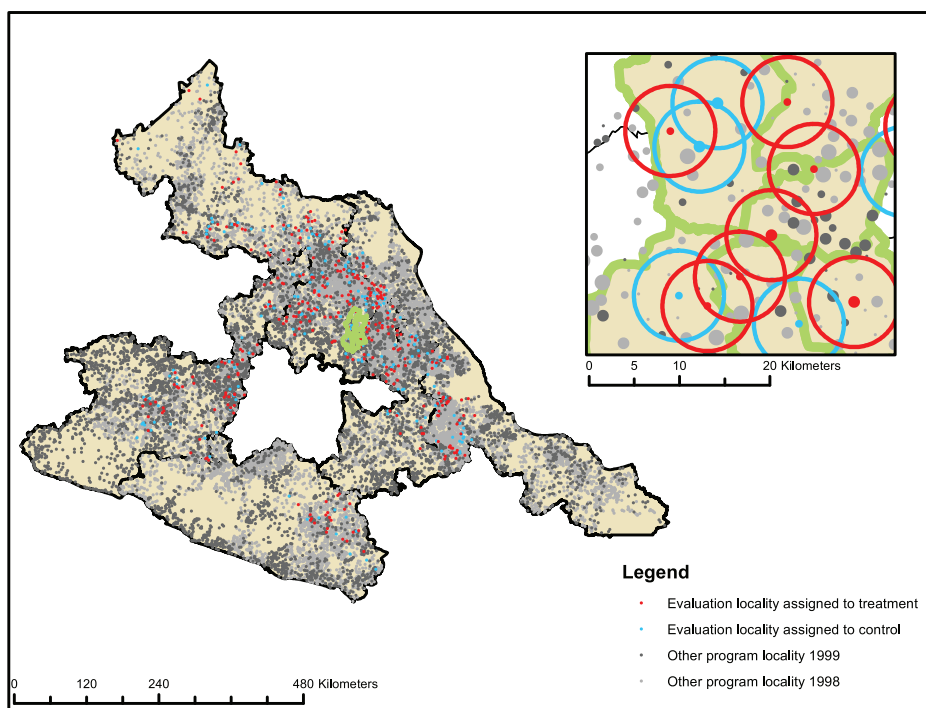 0 5 10 20 Kilometers
Legend
Evaluation locality assigned to treatment
Evaluation locality assigned to control
Other program locality 1999
Other program locality 1998
0 120 240 480 Kilometers